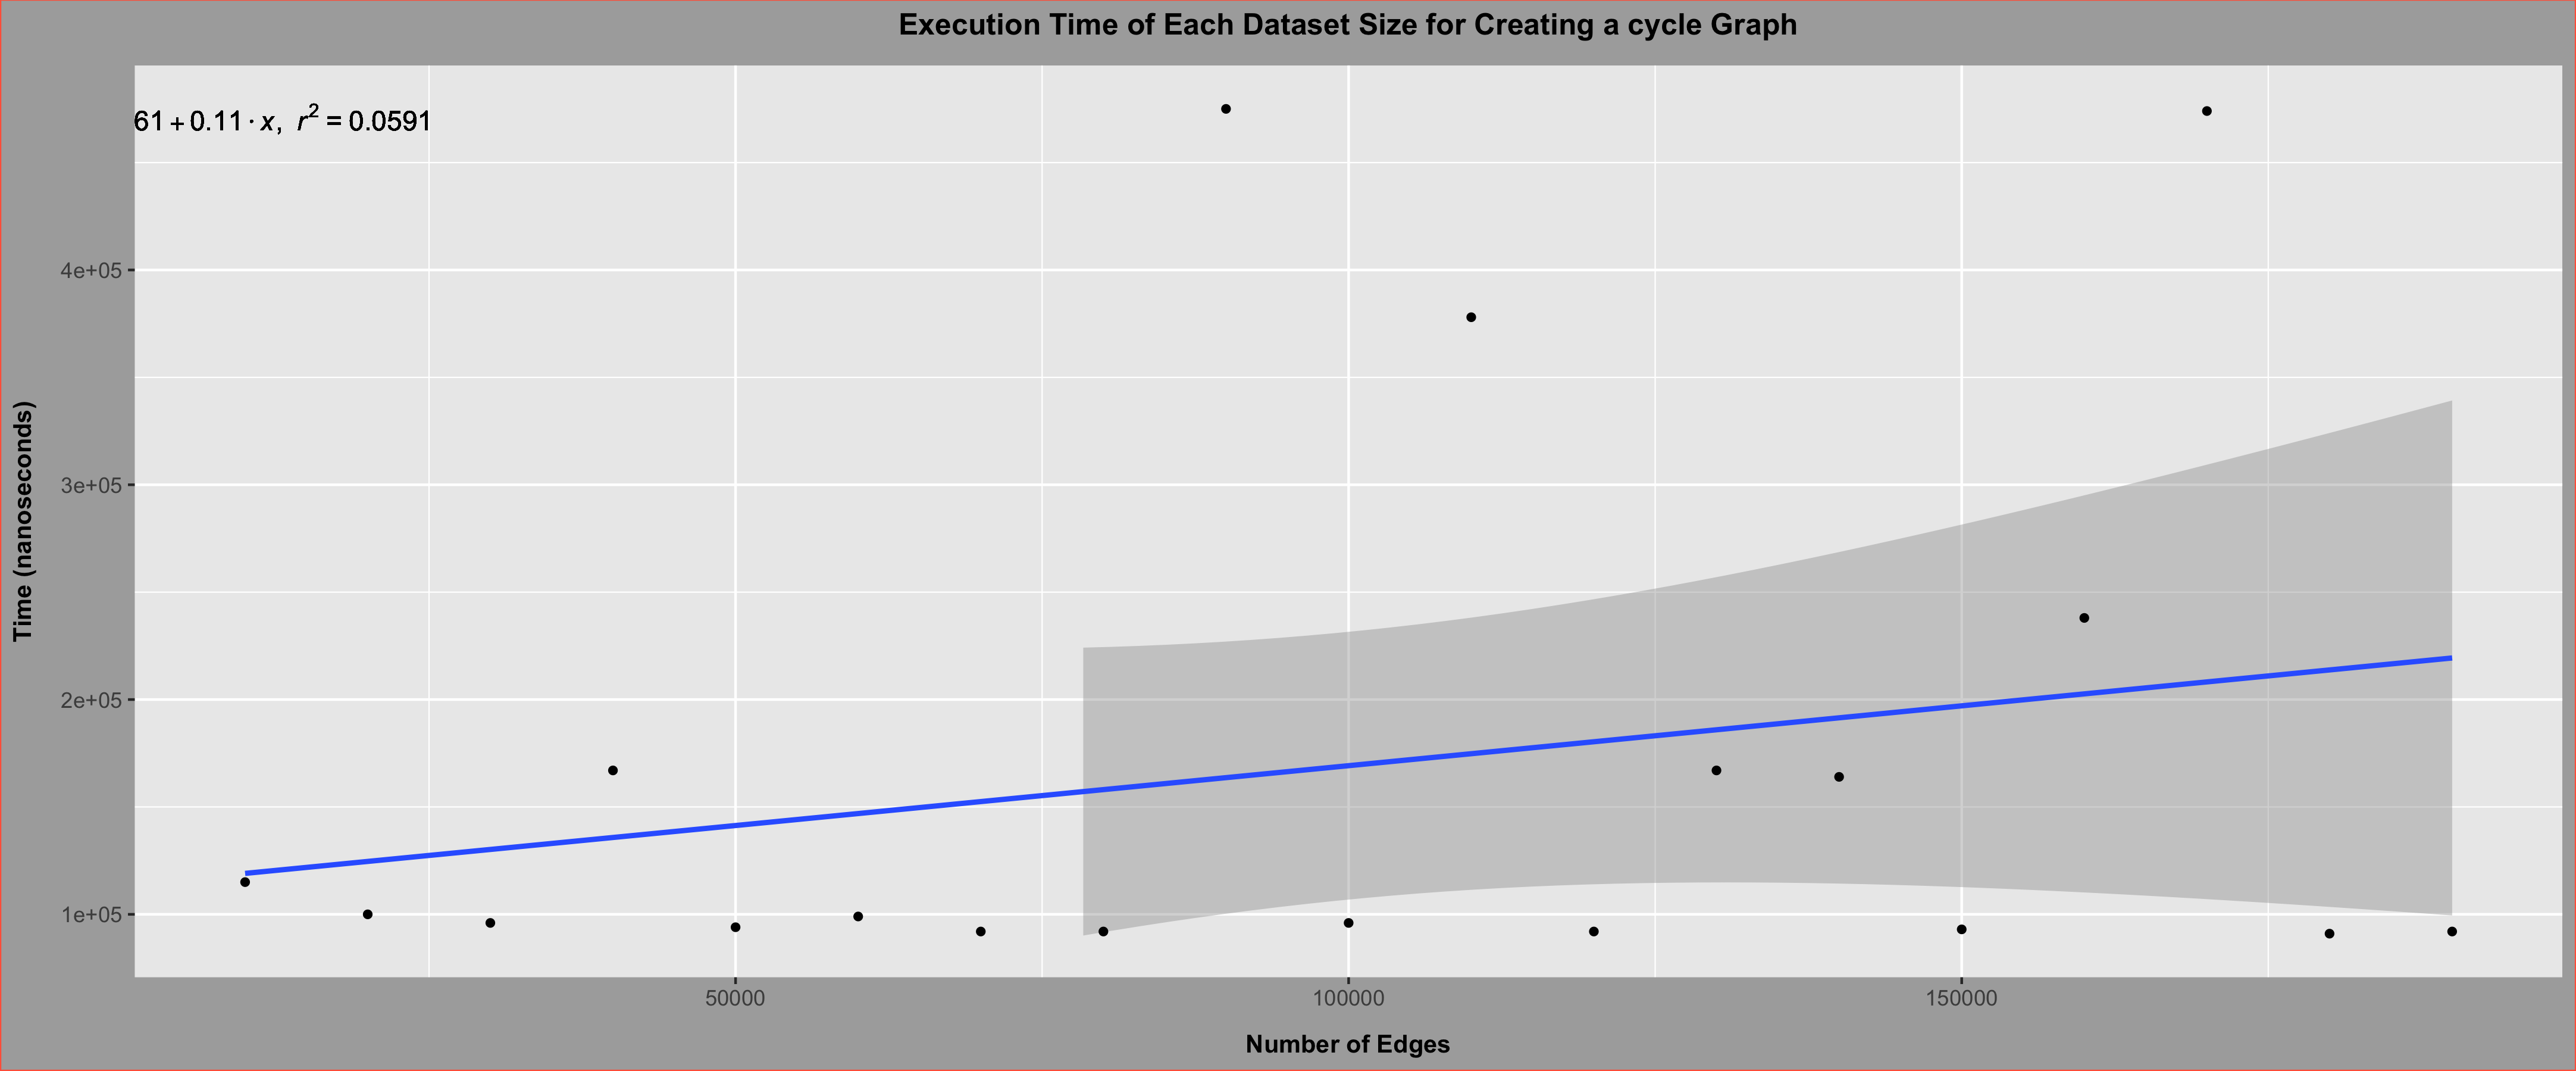 Execution Time of Each Dataset Size for Creating a cycle Graph
61 + 0.11 · x, r² = 0.0591
4e+05
3e+05
2e+05
1e+05
Time (nanoseconds)
50000 100000 150000
Number of Edges